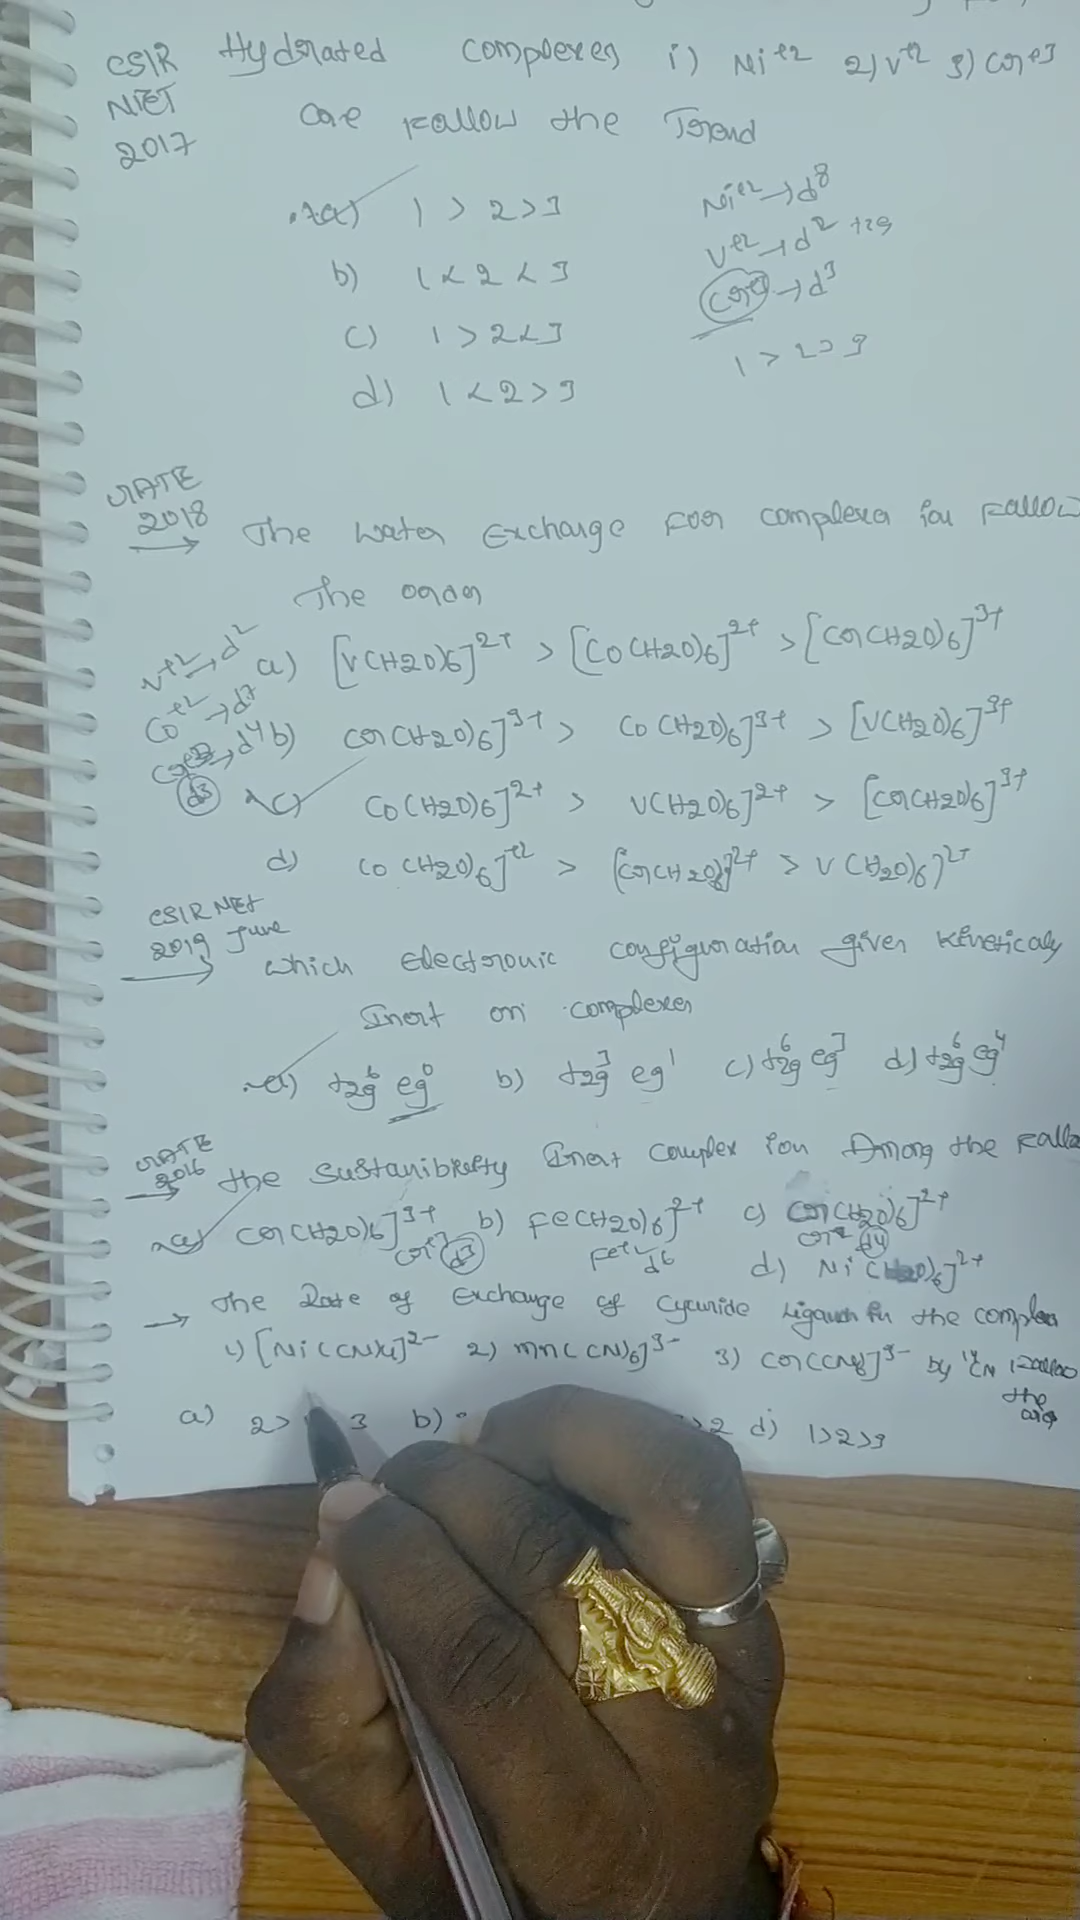 CSIR Hydrated complexes i) Ni+2 2) V+2 3) Cr+3
NET
2017
are Follow the Trend
a) 1 > 2 > 3
b) 1 < 2 < 3
c) 1 > 2 < 3
d) 1 < 2 > 3
Ni+2 → d8
V+2 → d2 t2g
Cr+3 → d3
1 > 2 > 3
GATE
2018
The water Exchange For complexes ion Fallow
The order
V+2 → d2
Co+2 → d7
d3
a) [V(H2O)6]2+ > [Co(H2O)6]2+ > [Cr(H2O)6]3+
b) Cr(H2O)6]3+ > Co(H2O)6]3+ > [V(H2O)6]3+
c) Co(H2O)6]2+ > V(H2O)6]2+ > [Cr(H2O)6]3+
d) Co(H2O)6]+2 > [Cr(H2O)6]2+ > V(H2O)6]2+
CSIR NET
2019 June
which Electronic configuration given Kineticaly
Inert on complexes
a) t2g6 eg0 b) t2g3 eg1 c) t2g6 eg3 d) t2g6 eg4
GATE
2016
the Inert complex ion Among the
a) Cr(H2O)6]3+ b) Fe(H2O)6]2+ c) Cr(H2O)6]2+
Cr+3 d3 Fe+2 d6 d4
d) Ni(H2O)6]2+
→ The Rate of Exchange of Cyanide Ligand in the complex
1) [Ni(CN)4]2- 2) Mn(CN)6]3- 3) Cr(CN)6]3- by 14CN
the
a) 2> 3 b) >2 d) 1>2>3